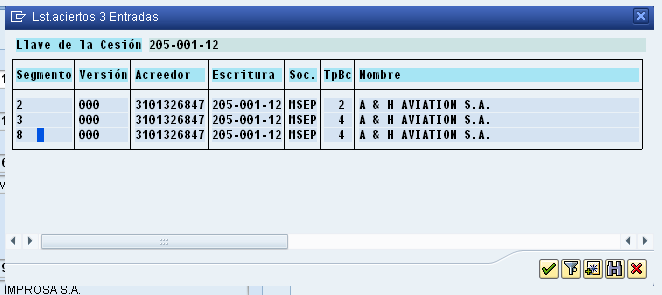 Lst.aciertos 3 Entradas
Llave de la Cesión 205-001-12
Segmento Versión Acreedor Escritura Soc. TpBc Nombre
2 000 3101326847 205-001-12 MSEP 2 A & H AVIATION S.A.
3 000 3101326847 205-001-12 MSEP 4 A & H AVIATION S.A.
8 000 3101326847 205-001-12 MSEP 4 A & H AVIATION S.A.
IMPROSA S.A.